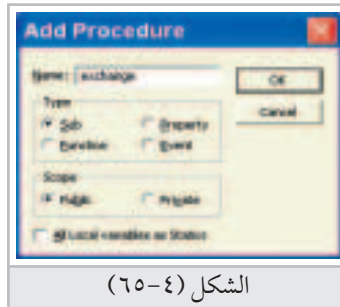 Add Procedure
Name: exchange
OK
Cancel
Type
Sub
Property
Function
Event
Scope
Public
Private
All Local variables as Statics
الشكل (٤-٦٥)